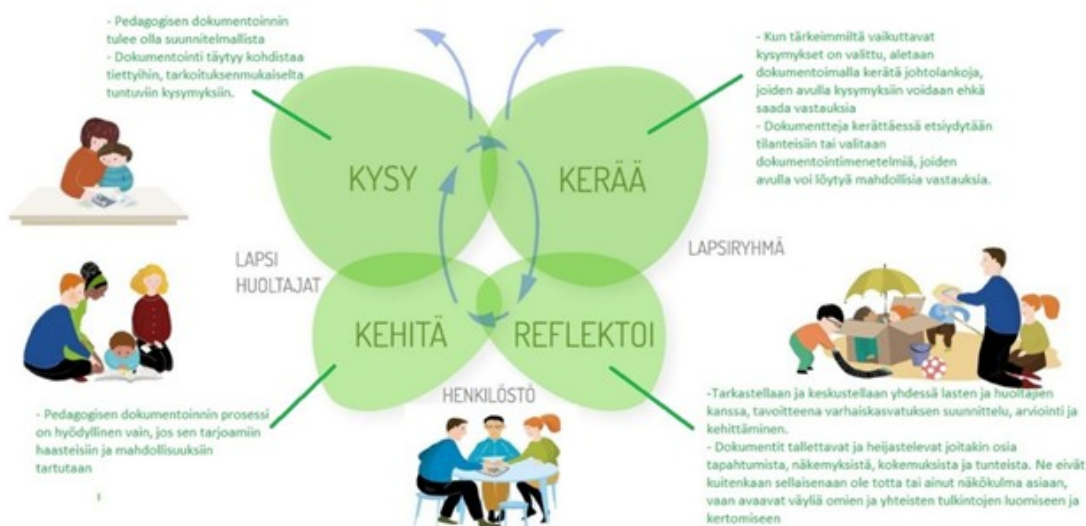 - Pedagogisen dokumentoinnin
tulee olla suunnitelmallista
- Dokumentointi täytyy kohdistaa
tiettyihin, tarkoituksenmukaiselta
tuntuviin kysymyksiin.
- Kun tärkeimmiltä vaikuttavat
kysymykset on valittu, aletaan
dokumentoimalla kerätä johtolankoja,
joiden avulla kysymyksiin voidaan ehkä
saada vastauksia
- Dokumentteja kerättäessä etsiydytään
tilanteisiin tai valitaan
dokumentointimenetelmiä, joiden
avulla voi löytyä mahdollisia vastauksia.
KYSY
KERÄÄ
LAPSI
HUOLTAJAT
LAPSIRYHMÄ
KEHITÄ
REFLEKTOI
HENKILÖSTÖ
- Pedagogisen dokumentoinnin prosessi
on hyödyllinen vain, jos sen tarjoamiin
haasteisiin ja mahdollisuuksiin
tartutaan
-Tarkastellaan ja keskustellaan yhdessä lasten ja huoltajien
kanssa, tavoitteena varhaiskasvatuksen suunnittelu, arviointi ja
kehittäminen.
- Dokumentit tallettavat ja heijastelevat joitakin osia
tapahtumista, näkemyksistä, kokemuksista ja tunteista. Ne eivät
kuitenkaan sellaisenaan ole totta tai ainut näkökulma asiaan,
vaan avaavat väyliä omien ja yhteisten tulkintojen luomiseen ja
kertomiseen